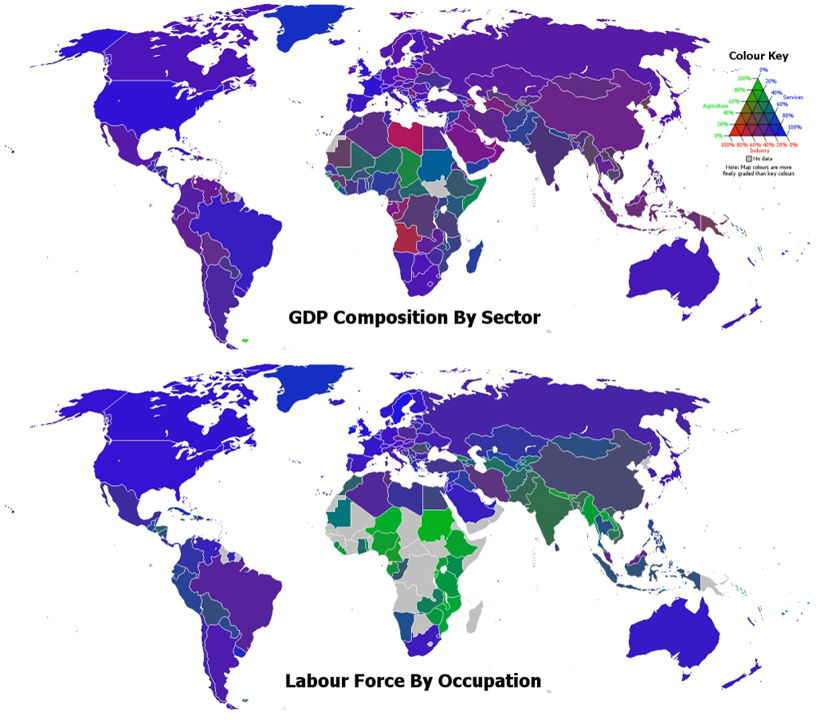 Colour Key
0%
100%
20%
80%
40%
Services
Agriculture
60%
60%
40%
80%
20%
100%
0%
100% 80% 60% 40% 20% 0%
Industry
No data
Note: Map colours are more
finely graded than key colours
GDP Composition By Sector
Labour Force By Occupation